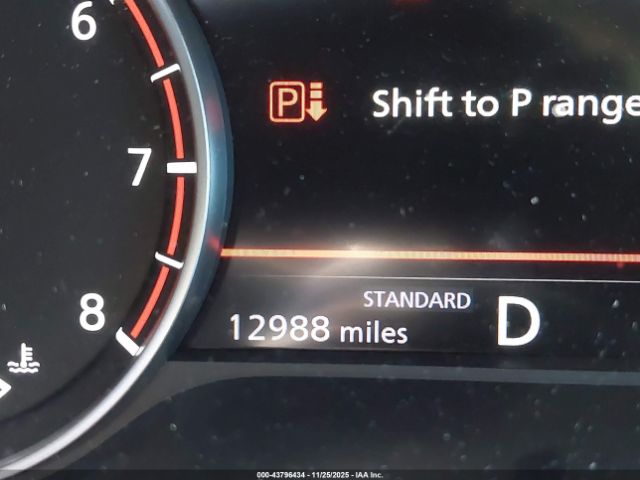 6
P
Shift to P range
7
STANDARD
D
8
12988 miles
000-43796434 - 11/25/2025 - IAA Inc.